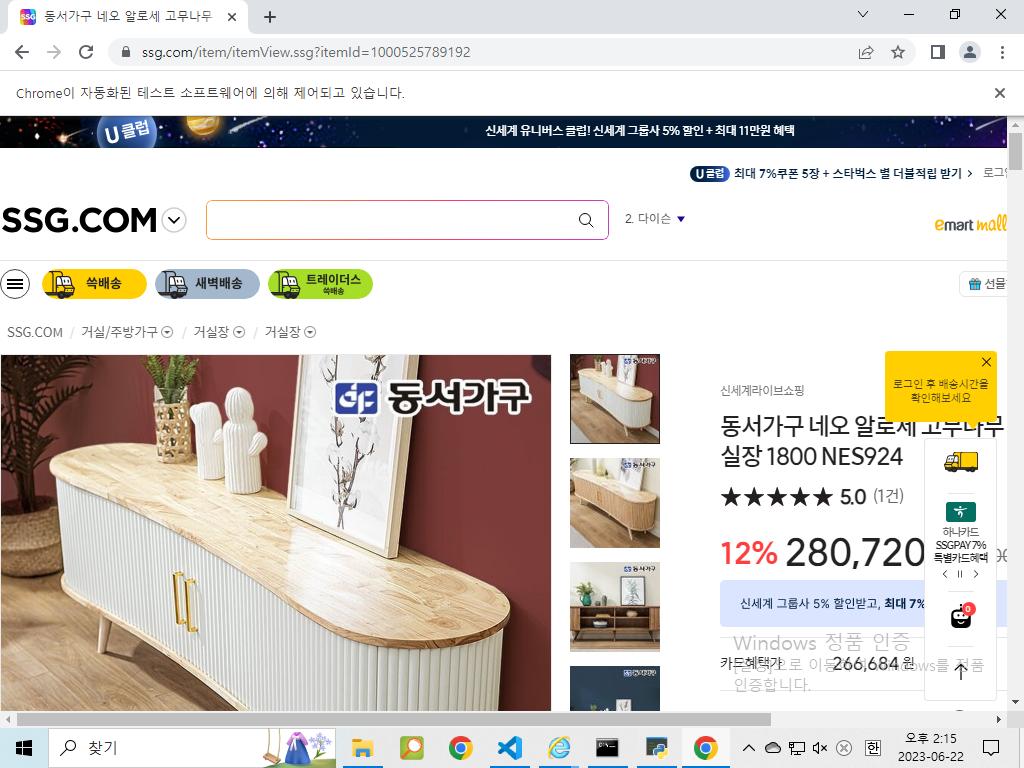 동서가구 네오 알로세 고무나무
ssg.com/item/itemView.ssg?itemId=1000525789192
Chrome이 자동화된 테스트 소프트웨어에 의해 제어되고 있습니다.
U클럽
신세계 유니버스 클럽! 신세계 그룹사 5% 할인 + 최대 11만원 혜택
U클럽 최대 7%쿠폰 5장 + 스타벅스 별 더블적립 받기 >
SSG.COM
2. 다이슨
emart mall
쓱배송
새벽배송
트레이더스
쓱배송
선물
SSG.COM / 거실/주방가구 / 거실장 / 거실장
동서가구
신세계라이브쇼핑
로그인 후 배송시간을
확인해보세요
동서가구 네오 알로세 고무나무
실장 1800 NES924
5.0 (1건)
12% 280,720
하나카드
SSGPAY 7%
특별카드혜택
신세계 그룹사 5% 할인받고, 최대 7%
0
Windows 정품 인증
카드혜택가 266,684 원
[설정]으로 이동하여 Windows를 정품
인증합니다.
찾기
한
오후 2:15
2023-06-22